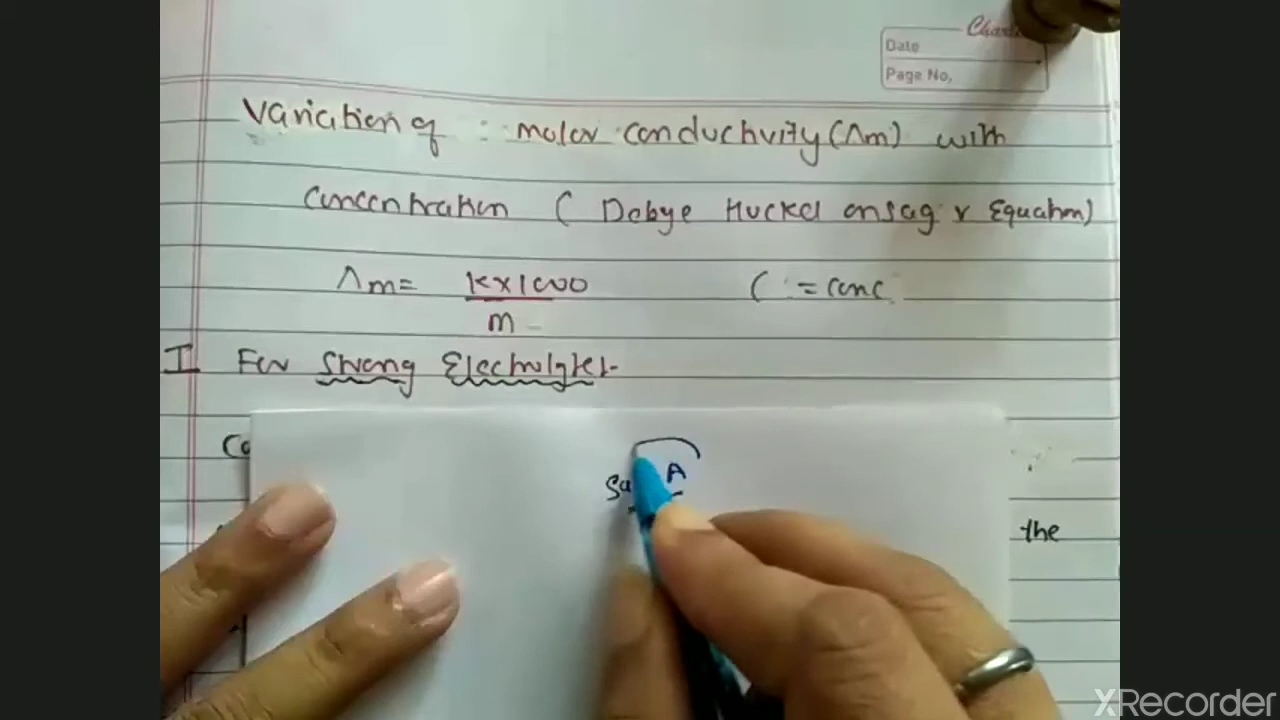 Date
Page No.
Variation of : molar conductivity (Λm) with
Concentration ( Debye Huckel onsagar Equation)
Λm = K×1000
m
C = conc
I For Strong Electrolytes-
A
the
XRecorder